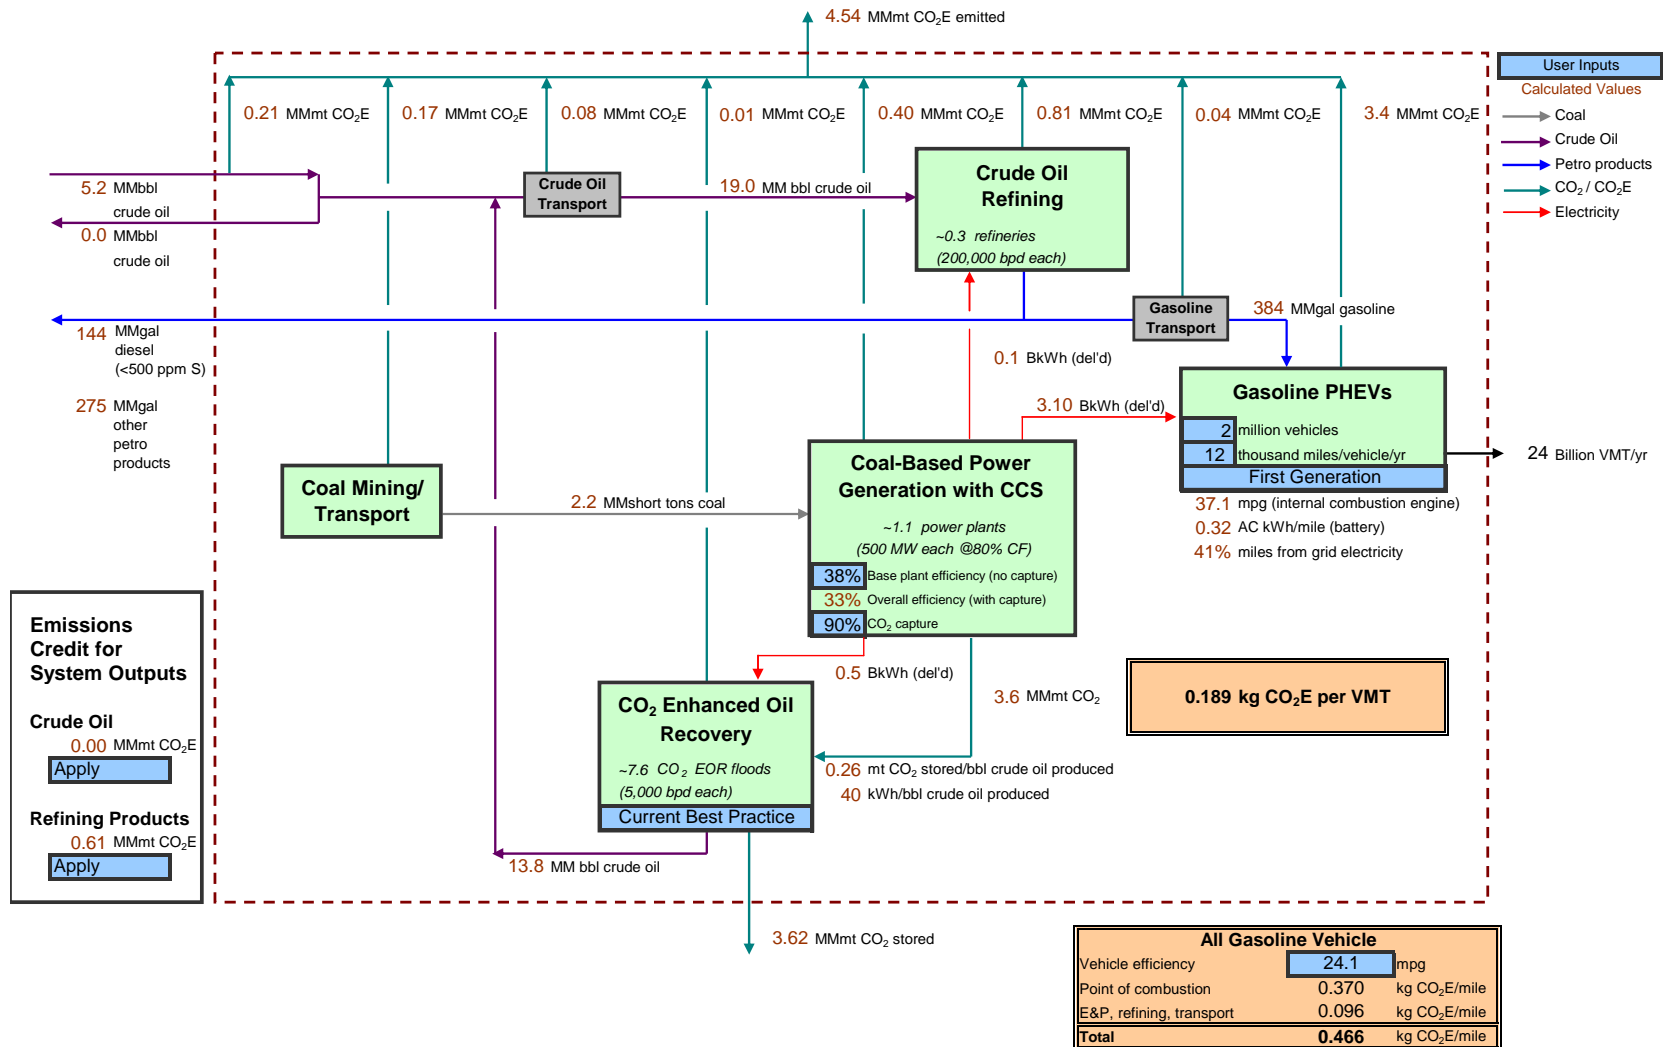 4.54 MMmt CO₂E emitted
User Inputs
Calculated Values
Coal
Crude Oil
Petro products
CO₂ / CO₂E
Electricity
0.21 MMmt CO₂E
0.17 MMmt CO₂E
0.08 MMmt CO₂E
0.01 MMmt CO₂E
0.40 MMmt CO₂E
0.81 MMmt CO₂E
0.04 MMmt CO₂E
3.4 MMmt CO₂E
5.2 MMbbl
crude oil
0.0 MMbbl
crude oil
Crude Oil
Transport
19.0 MM bbl crude oil
Crude Oil
Refining
~0.3 refineries
(200,000 bpd each)
144 MMgal
diesel
(<500 ppm S)
275 MMgal
other
petro
products
Gasoline
Transport
384 MMgal gasoline
0.1 BkWh (del'd)
3.10 BkWh (del'd)
Gasoline PHEVs
2 million vehicles
12 thousand miles/vehicle/yr
First Generation
37.1 mpg (internal combustion engine)
0.32 AC kWh/mile (battery)
41% miles from grid electricity
24 Billion VMT/yr
Coal Mining/
Transport
2.2 MMshort tons coal
Coal-Based Power
Generation with CCS
~1.1 power plants
(500 MW each @80% CF)
38% Base plant efficiency (no capture)
33% Overall efficiency (with capture)
90% CO₂ capture
0.5 BkWh (del'd)
3.6 MMmt CO₂
0.189 kg CO₂E per VMT
CO₂ Enhanced Oil
Recovery
~7.6 CO₂ EOR floods
(5,000 bpd each)
Current Best Practice
0.26 mt CO₂ stored/bbl crude oil produced
40 kWh/bbl crude oil produced
13.8 MM bbl crude oil
3.62 MMmt CO₂ stored
Emissions
Credit for
System Outputs
Crude Oil
0.00 MMmt CO₂E
Apply
Refining Products
0.61 MMmt CO₂E
Apply
All Gasoline Vehicle
Vehicle efficiency 24.1 mpg
Point of combustion 0.370 kg CO₂E/mile
E&P, refining, transport 0.096 kg CO₂E/mile
Total 0.466 kg CO₂E/mile